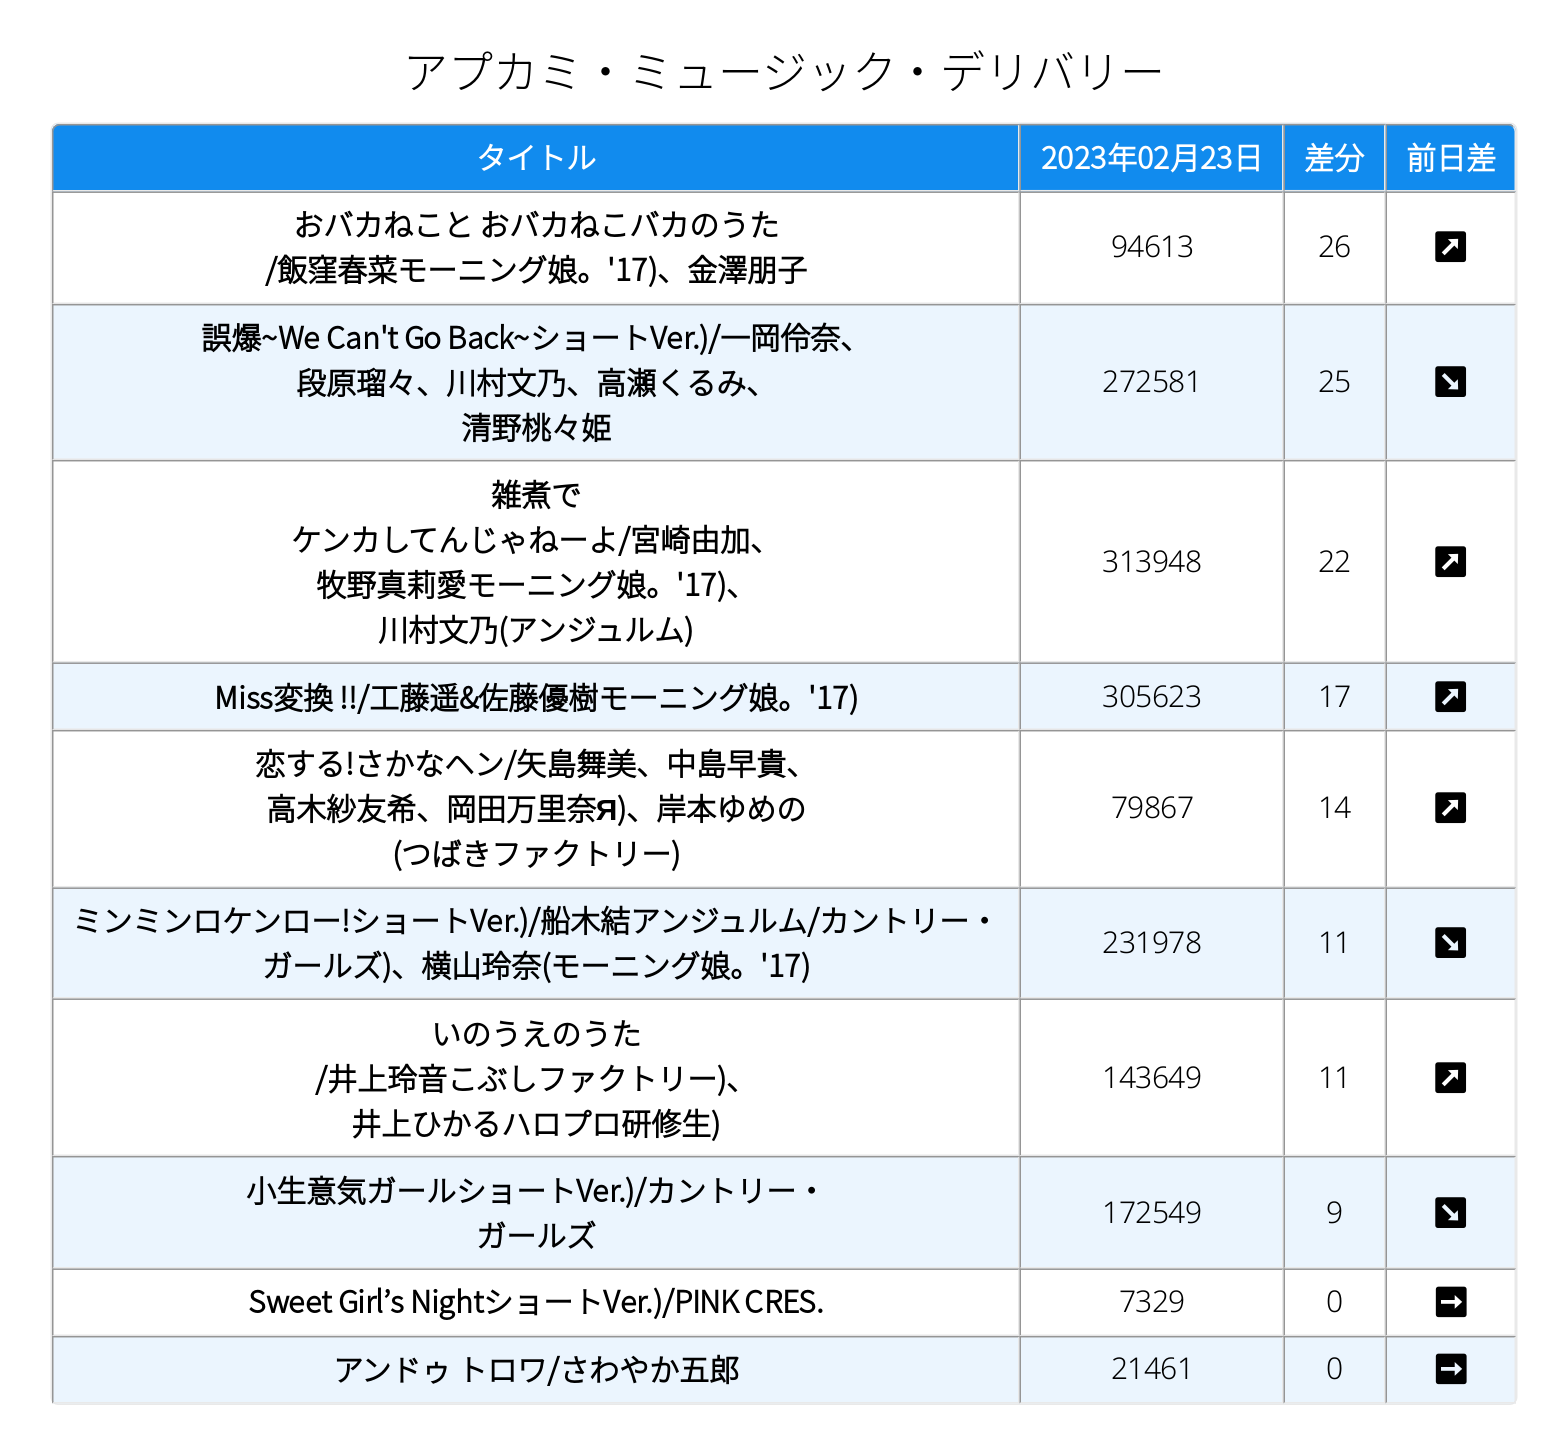 アプカミ・ミュージック・デリバリー
タイトル 2023年02月23日 差分 前日差
おバカねこと おバカねこバカのうた
/飯窪春菜モーニング娘。'17)、金澤朋子 94613 26 ↗
誤爆~We Can't Go Back~ショートVer.)/一岡伶奈、
段原瑠々、川村文乃、高瀬くるみ、
清野桃々姫 272581 25 ↘
雑煮で
ケンカしてんじゃねーよ/宮崎由加、
牧野真莉愛モーニング娘。'17)、
川村文乃(アンジュルム) 313948 22 ↗
Miss変換 !!/工藤遥&佐藤優樹モーニング娘。'17) 305623 17 ↗
恋する!さかなヘン/矢島舞美、中島早貴、
高木紗友希、岡田万里奈Я)、岸本ゆめの
(つばきファクトリー) 79867 14 ↗
ミンミンロケンロー!ショートVer.)/船木結アンジュルム/カントリー・
ガールズ)、横山玲奈(モーニング娘。'17) 231978 11 ↘
いのうえのうた
/井上玲音こぶしファクトリー)、
井上ひかるハロプロ研修生) 143649 11 ↗
小生意気ガールショートVer.)/カントリー・
ガールズ 172549 9 ↘
Sweet Girl’s NightショートVer.)/PINK CRES. 7329 0 →
アンドゥ トロワ/さわやか五郎 21461 0 →